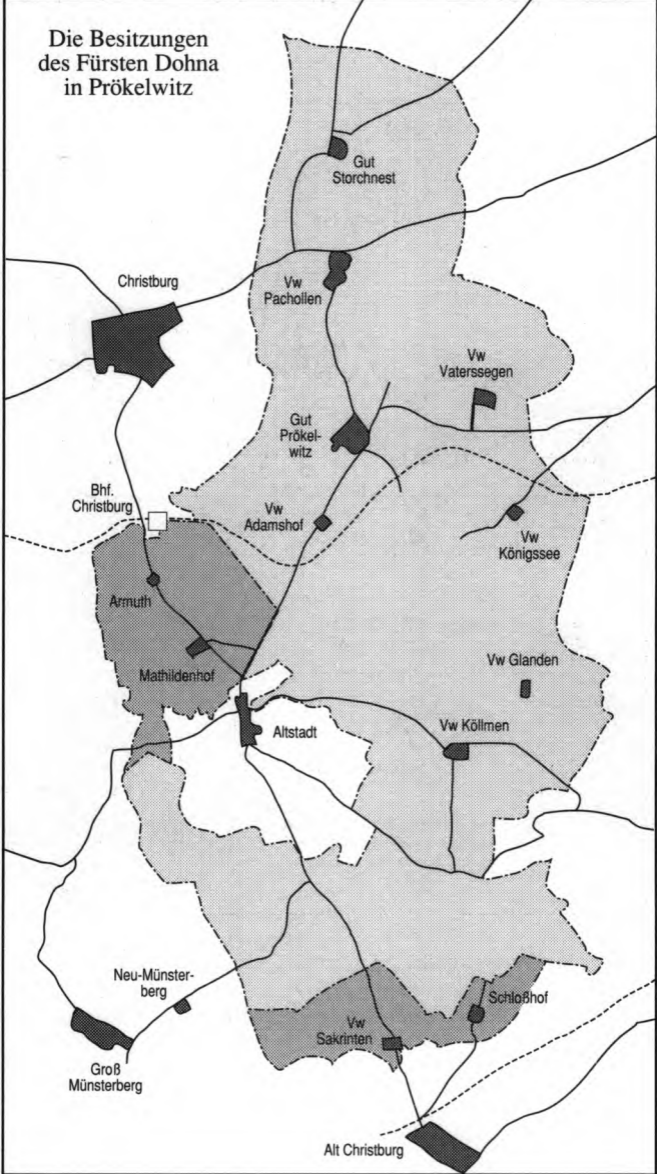 Die Besitzungen
des Fürsten Dohna
in Prökelwitz
Gut
Storchnest
Christburg
Vw
Pachollen
Vw
Vaterssegen
Gut
Prökel-
witz
Bhf.
Christburg
Vw
Adamshof
Vw
Königssee
Armuth
Mathildenhof
Vw Glanden
Altstadt
Vw Köllmen
Neu-Münster-
berg
Schloßhof
Vw
Sakrinten
Groß
Münsterberg
Alt Christburg